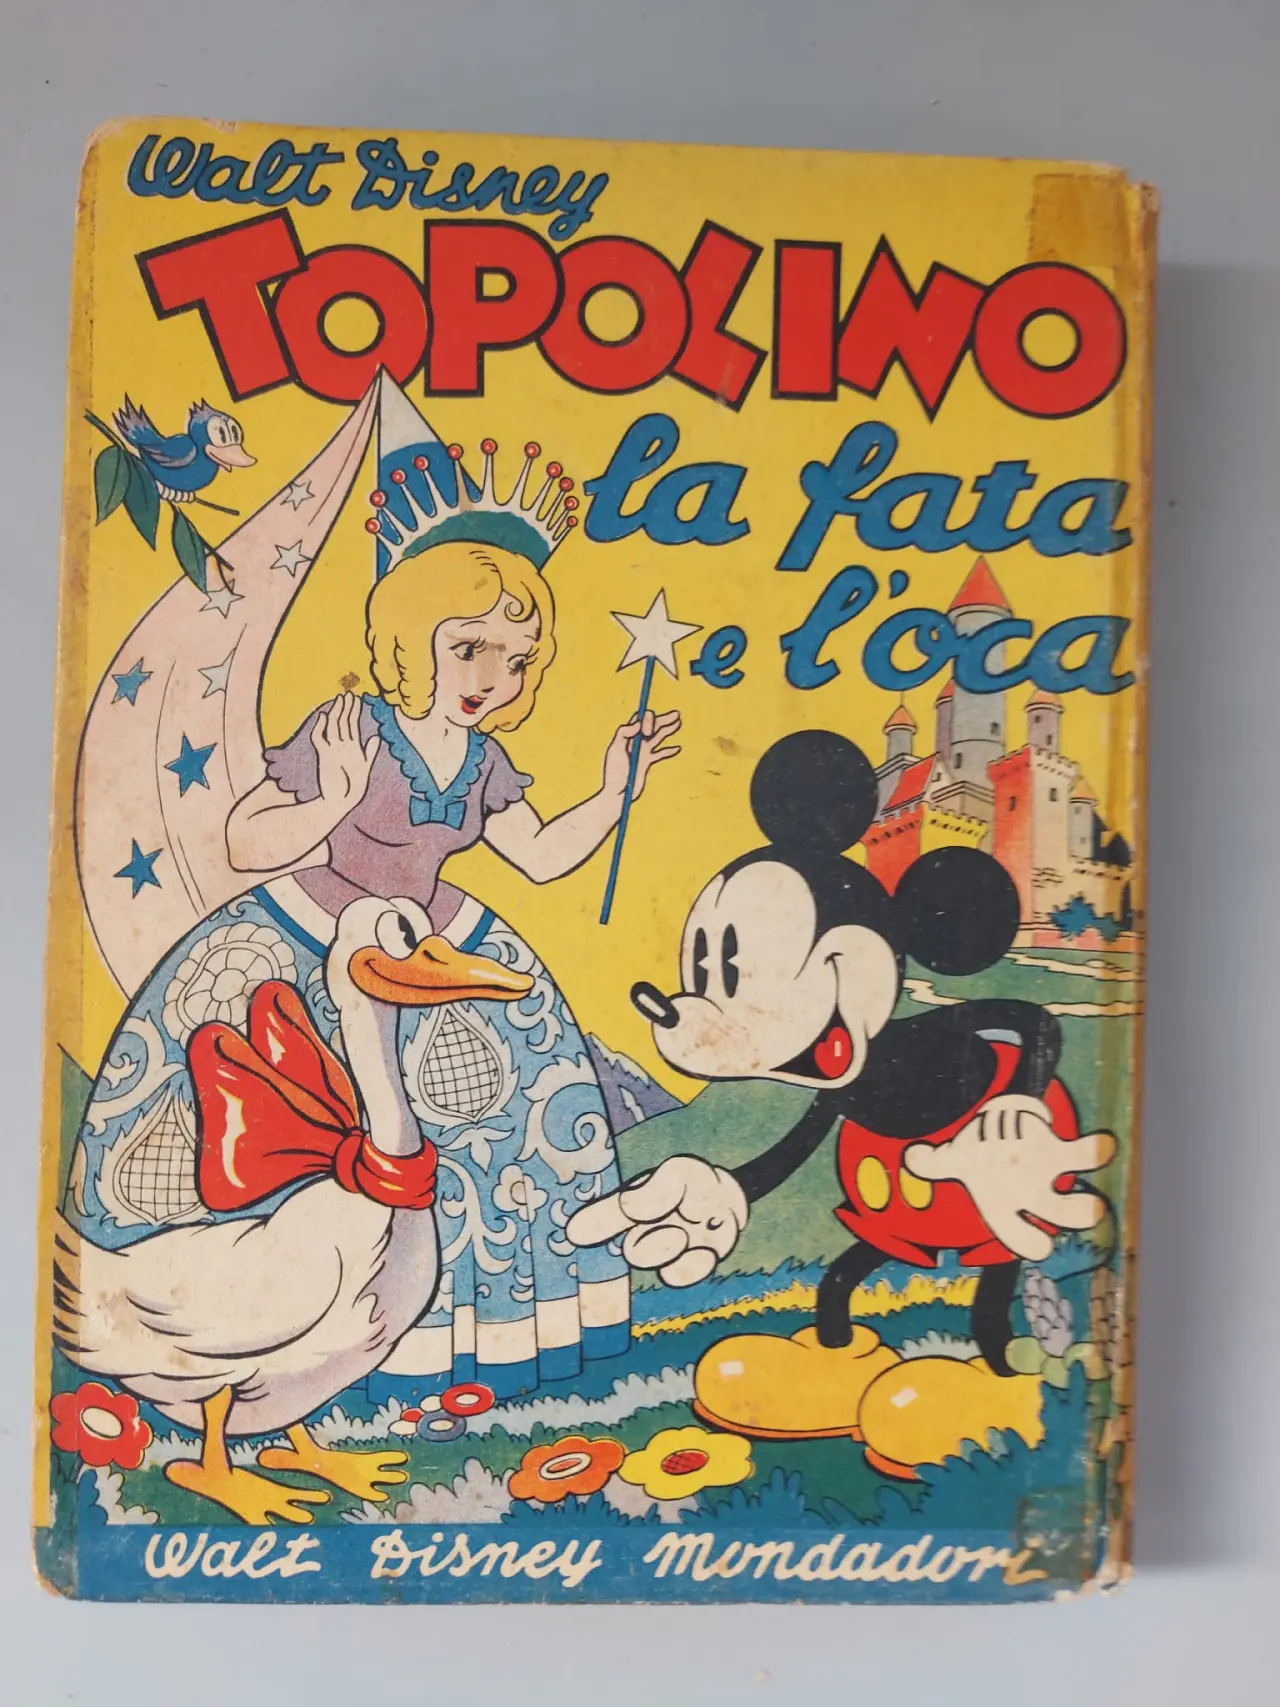 Walt Disney
TOPOLINO
la fata
e l'oca
Walt Disney Mondadori